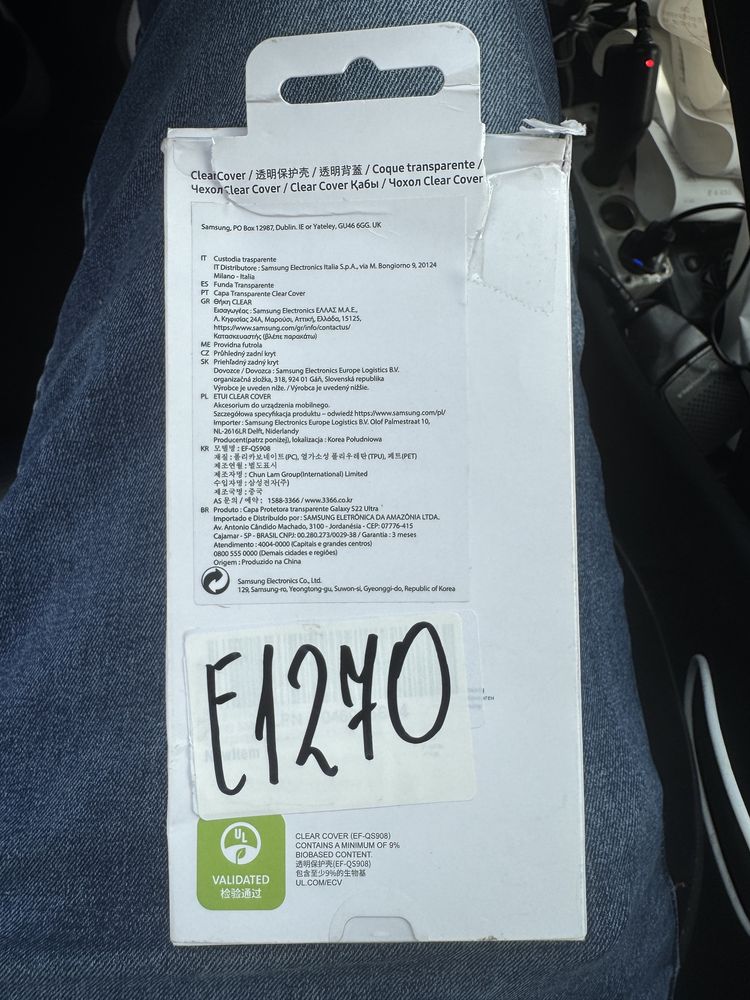 Clear Cover / 透明保护壳 / 透明背蓋 / Coque transparente /
Чехол Clear Cover / Clear Cover Қабы / Чохол Clear Cover
Samsung, PO Box 12987, Dublin. IE or Yateley, GU46 6GG. UK
IT Custodia trasparente
IT Distributore : Samsung Electronics Italia S.p.A., via M. Bongiorno 9, 20124
Milano - Italia
ES Funda Transparente
PT Capa Transparente Clear Cover
GR Θήκη CLEAR
Εισαγωγέας : Samsung Electronics ΕΛΛΑΣ Μ.Α.Ε.,
Λ. Κηφισίας 24Α, Μαρούσι, Αττική, Ελλάδα, 15125,
https://www.samsung.com/gr/info/contactus/
Κατασκευαστής (βλέπε παρακάτω)
ME Providna futrola
CZ Průhledný zadní kryt
SK Priehľadný zadný kryt
Dovozce / Dovozca : Samsung Electronics Europe Logistics B.V.
organizačná zložka, 318, 924 01 Gáň, Slovenská republika
Výrobce je uveden níže. / Výrobca je uvedený nižšie.
PL ETUI CLEAR COVER
Akcesorium do urządzenia mobilnego.
Szczegółowa specyfikacja produktu – odwiedź https://www.samsung.com/pl/
Importer : Samsung Electronics Europe Logistics B.V. Olof Palmestraat 10,
NL-2616LR Delft, Niderlandy
Producent(patrz poniżej), lokalizacja : Korea Południowa
KR 모델명 : EF-QS908
재질 : 폴리카보네이트(PC), 열가소성 폴리우레탄(TPU), 페트(PET)
제조연월 : 별도표시
제조자명 : Chun Lam Group(International) Limited
수입자명 : 삼성전자(주)
제조국명 : 중국
AS 문의 / 예약 : 1588-3366 / www.3366.co.kr
BR Produto : Capa Protetora transparente Galaxy S22 Ultra
Importado e Distribuído por : SAMSUNG ELETRÔNICA DA AMAZÔNIA LTDA.
Av. Antonio Cândido Machado, 3100 - Jordanésia - CEP: 07776-415
Cajamar - SP - BRASIL CNPJ: 00.280.273/0029-38 / Garantia : 3 meses
Atendimento : 4004-0000 (Capitais e grandes centros)
0800 555 0000 (Demais cidades e regiões)
Origem : Produzido na China
Samsung Electronics Co., Ltd.
129, Samsung-ro, Yeongtong-gu, Suwon-si, Gyeonggi-do, Republic of Korea
E1270
UL
VALIDATED
检验通过
CLEAR COVER (EF-QS908)
CONTAINS A MINIMUM OF 9%
BIOBASED CONTENT.
透明保护壳(EF-QS908)
包含至少9%的生物基
UL.COM/ECV